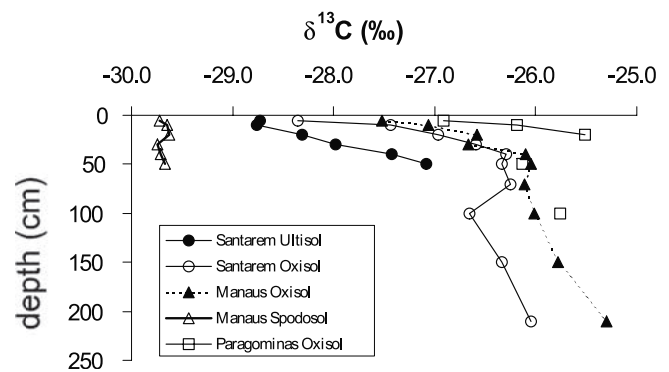 δ13C (‰)
-30.0 -29.0 -28.0 -27.0 -26.0 -25.0
0
50
100
150
200
250
depth (cm)
Santarem Ultisol
Santarem Oxisol
Manaus Oxisol
Manaus Spodosol
Paragominas Oxisol